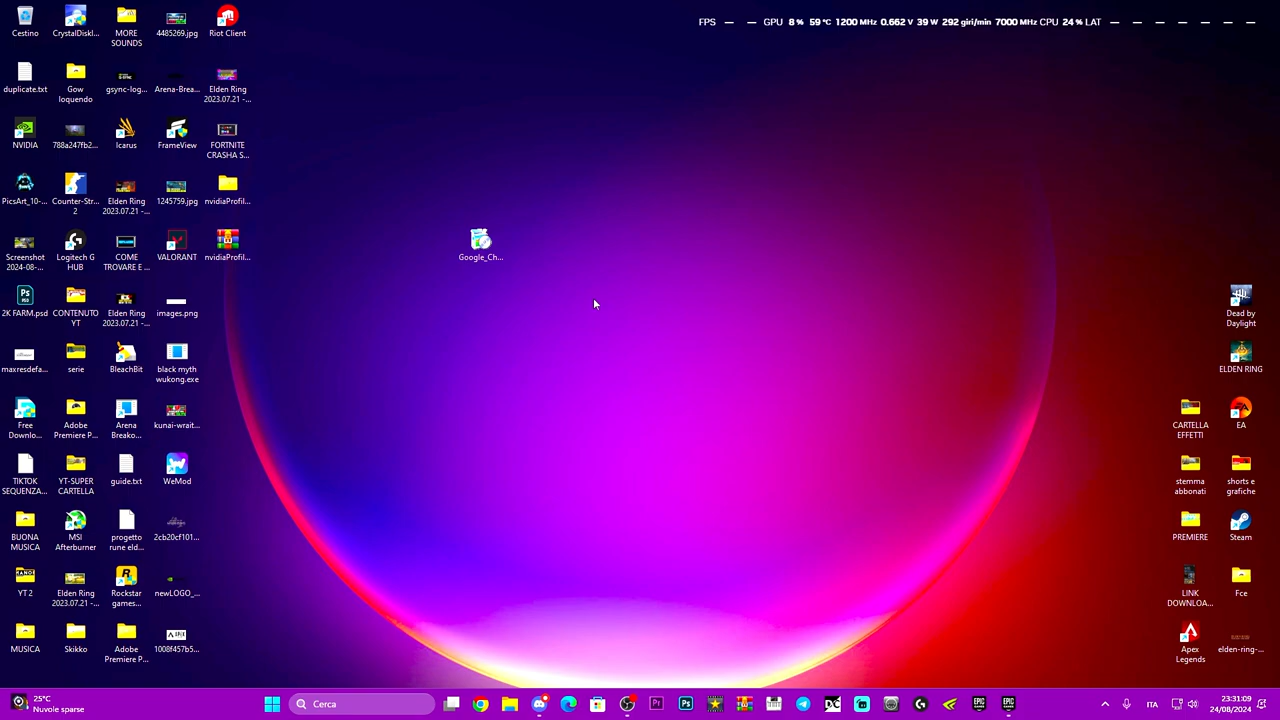 FPS — — GPU 8 % 59 °C 1200 MHz 0.662 V 39 W 292 giri/min 7000 MHz CPU 24 % LAT — — — — — —
Cestino
CrystalDiskI...
MORE
SOUNDS
4485269.jpg
Riot Client
duplicate.txt
Gow
loquendo
gsync-log...
Arena-Brea...
Elden Ring
2023.07.21 -...
NVIDIA
788a247fb2...
Icarus
FrameView
FORTNITE
CRASHA S...
PicsArt_10-...
Counter-Str...
2
Elden Ring
2023.07.21 -...
1245759.jpg
nvidiaProfil...
Screenshot
2024-08-...
Logitech G
HUB
COME
TROVARE E ...
VALORANT
nvidiaProfil...
Google_Ch...
2K FARM.psd
CONTENUTO
YT
Elden Ring
2023.07.21 -...
images.png
Dead by
Daylight
maxresdefa...
serie
BleachBit
black myth
wukong.exe
ELDEN RING
Free
Downlo...
Adobe
Premiere P...
Arena
Breako...
kunai-wrait...
CARTELLA
EFFETTI
EA
TIKTOK
SEQUENZA...
YT-SUPER
CARTELLA
guide.txt
WeMod
stemma
abbonati
shorts e
grafiche
BUONA
MUSICA
MSI
Afterburner
progetto
rune eld...
2cb20cf101...
PREMIERE
Steam
YT 2
Elden Ring
2023.07.21 -...
Rockstar
games...
newLOGO_...
LINK
DOWNLOA...
Fce
MUSICA
Skikko
Adobe
Premiere P...
1008f457b5...
Apex
Legends
elden-ring-...
25°C
Nuvole sparse
Cerca
ITA
23:31:09
24/08/2024